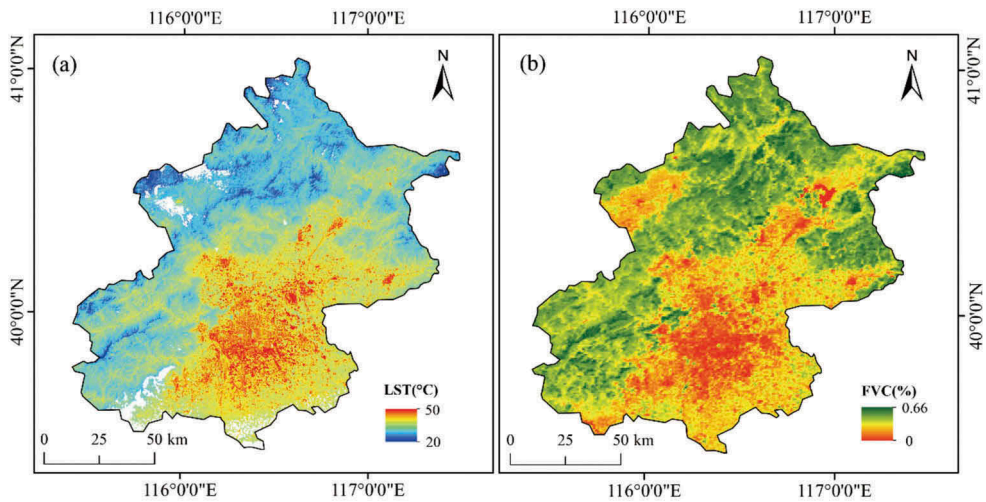 116°0'0"E 117°0'0"E 116°0'0"E 117°0'0"E
(a) N (b) N
41°0'0"N 41°0'0"N
40°0'0"N 40°0'0"N
LST(°C) FVC(%)
50 0.66
20 0
0 25 50 km 0 25 50 km
116°0'0"E 117°0'0"E 116°0'0"E 117°0'0"E